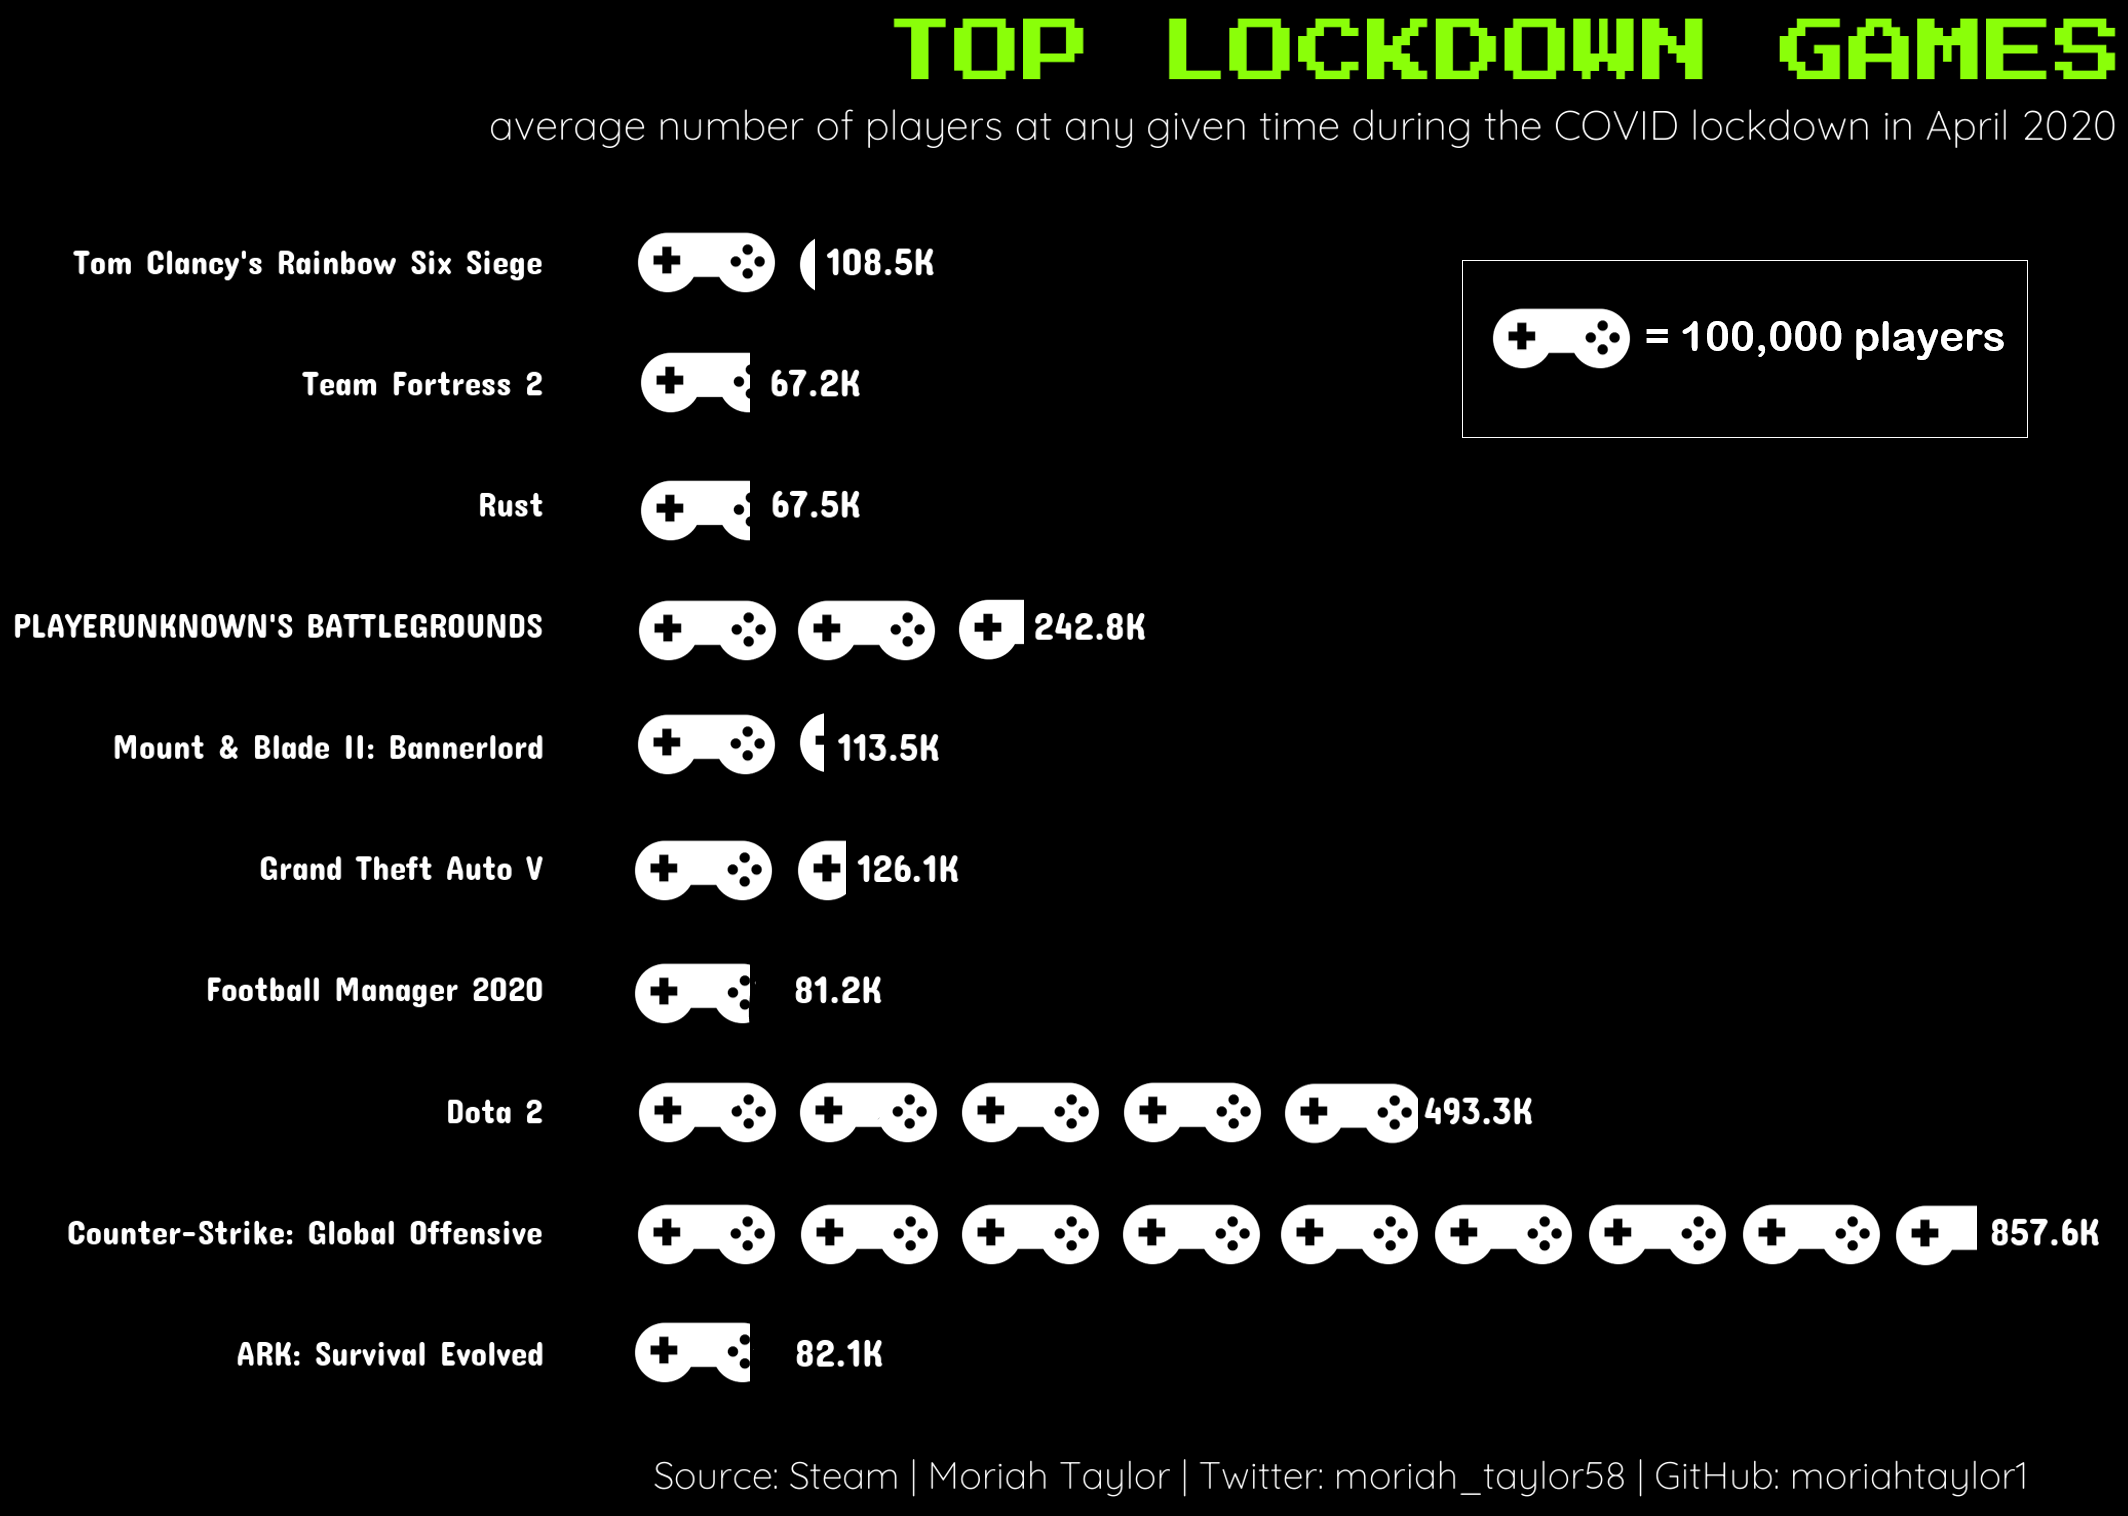 TOP LOCKDOWN GAMES
average number of players at any given time during the COVID lockdown in April 2020
Tom Clancy's Rainbow Six Siege 108.5K
= 100,000 players
Team Fortress 2 67.2K
Rust 67.5K
PLAYERUNKNOWN'S BATTLEGROUNDS 242.8K
Mount & Blade II: Bannerlord 113.5K
Grand Theft Auto V 126.1K
Football Manager 2020 81.2K
Dota 2 493.3K
Counter-Strike: Global Offensive 857.6K
ARK: Survival Evolved 82.1K
Source: Steam | Moriah Taylor | Twitter: moriah_taylor58 | GitHub: moriahtaylor1